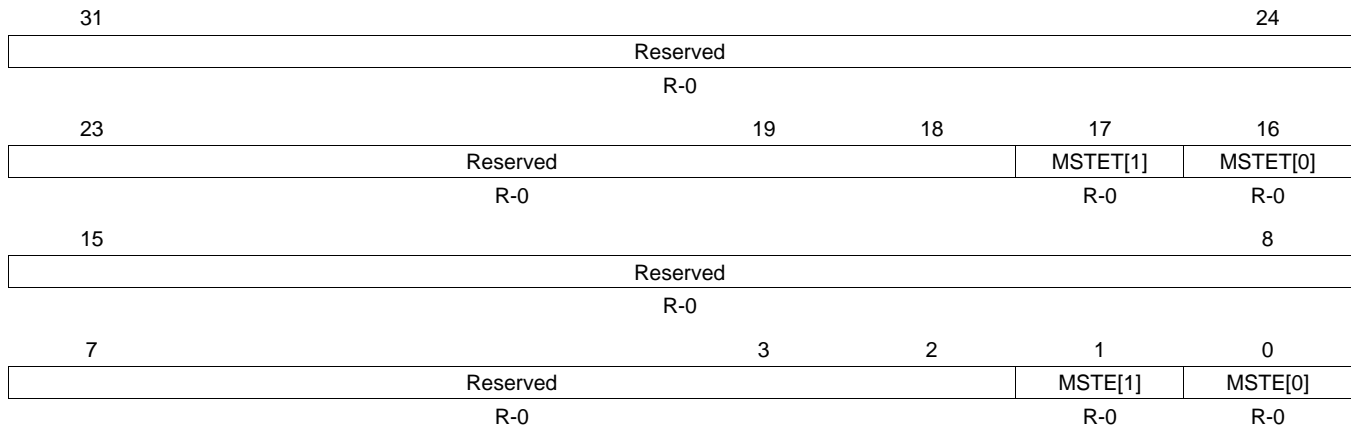 31 24
Reserved
R-0
23 19 18 17 16
Reserved MSTET[1] MSTET[0]
R-0 R-0 R-0
15 8
Reserved
R-0
7 3 2 1 0
Reserved MSTE[1] MSTE[0]
R-0 R-0 R-0